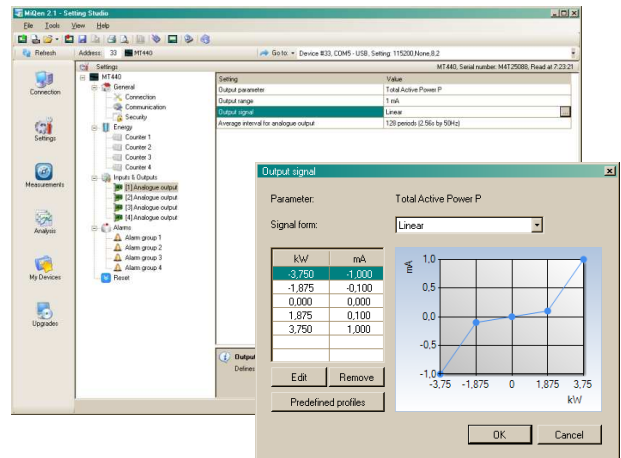 MiQen 2.1 - Setting Studio
File Tools View Help
Refresh Address: 33 MT440 Go to: Device #33, COM5 - USB, Setting: 115200,None,8,2
Settings MT440, Serial number: M4T25088, Read at 7:23:21
Connection
Settings
Measurements
Analysis
My Devices
Upgrades
MT440
General
Connection
Communication
Security
Energy
Counter 1
Counter 2
Counter 3
Counter 4
Inputs & Outputs
[1] Analogue output
[2] Analogue output
[3] Analogue output
[4] Analogue output
Alarms
Alarm group 1
Alarm group 2
Alarm group 3
Alarm group 4
Reset
Setting Value
Output parameter Total Active Power P
Output range 1 mA
Output signal Linear
Average interval for analogue output 128 periods (2.56s by 50Hz)
Outpu
Defines
Output signal
Parameter: Total Active Power P
Signal form: Linear
kW mA
-3,750 -1,000
-1,875 -0,100
0,000 0,000
1,875 0,100
3,750 1,000
Edit Remove
Predefined profiles
mA
1,0
0,5
0,0
-0,5
-1,0
-3,75 -1,875 0 1,875 3,75
kW
OK Cancel